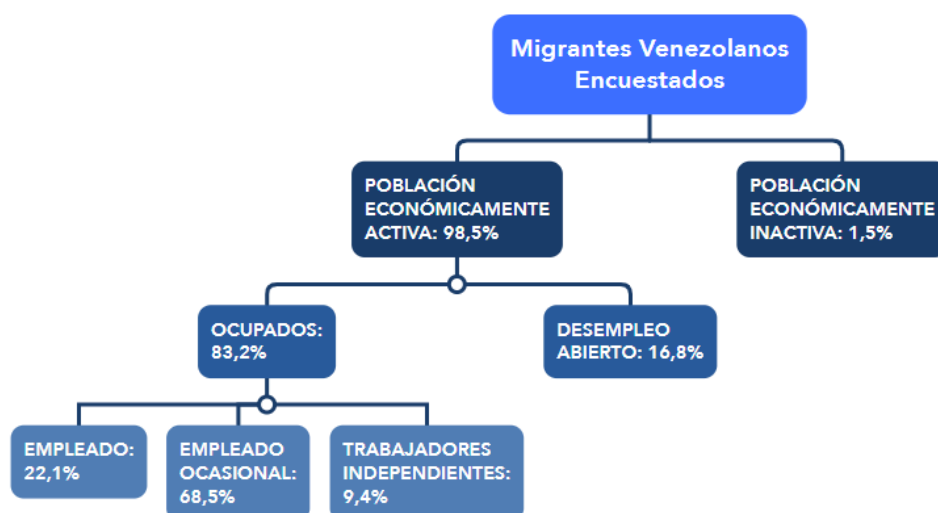 Migrantes Venezolanos
Encuestados
POBLACIÓN
ECONÓMICAMENTE
ACTIVA: 98,5%
POBLACIÓN
ECONÓMICAMENTE
INACTIVA: 1,5%
OCUPADOS:
83,2%
DESEMPLEO
ABIERTO: 16,8%
EMPLEADO:
22,1%
EMPLEADO
OCASIONAL:
68,5%
TRABAJADORES
INDEPENDIENTES:
9,4%